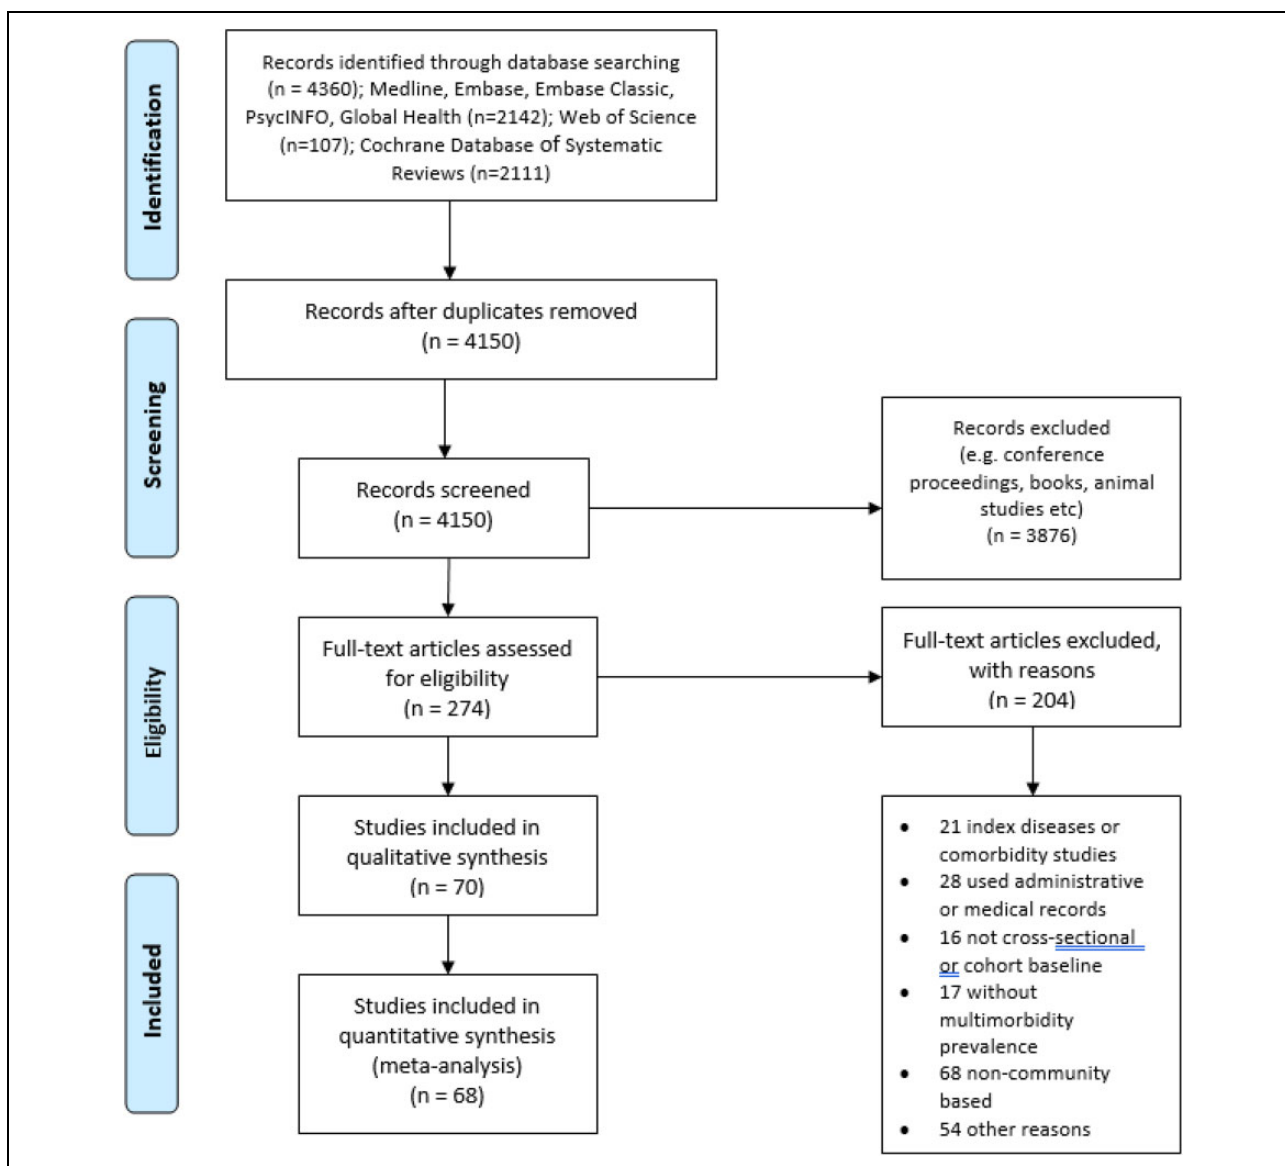 Identification
Records identified through database searching
(n = 4360); Medline, Embase, Embase Classic,
PsycINFO, Global Health (n=2142); Web of Science
(n=107); Cochrane Database of Systematic
Reviews (n=2111)
Records after duplicates removed
(n = 4150)
Screening
Records screened
(n = 4150)
Records excluded
(e.g. conference
proceedings, books, animal
studies etc)
(n = 3876)
Eligibility
Full-text articles assessed
for eligibility
(n = 274)
Full-text articles excluded,
with reasons
(n = 204)
Studies included in
qualitative synthesis
(n = 70)
• 21 index diseases or
comorbidity studies
• 28 used administrative
or medical records
• 16 not cross-sectional
or cohort baseline
• 17 without
multimorbidity
prevalence
• 68 non-community
based
• 54 other reasons
Included
Studies included in
quantitative synthesis
(meta-analysis)
(n = 68)